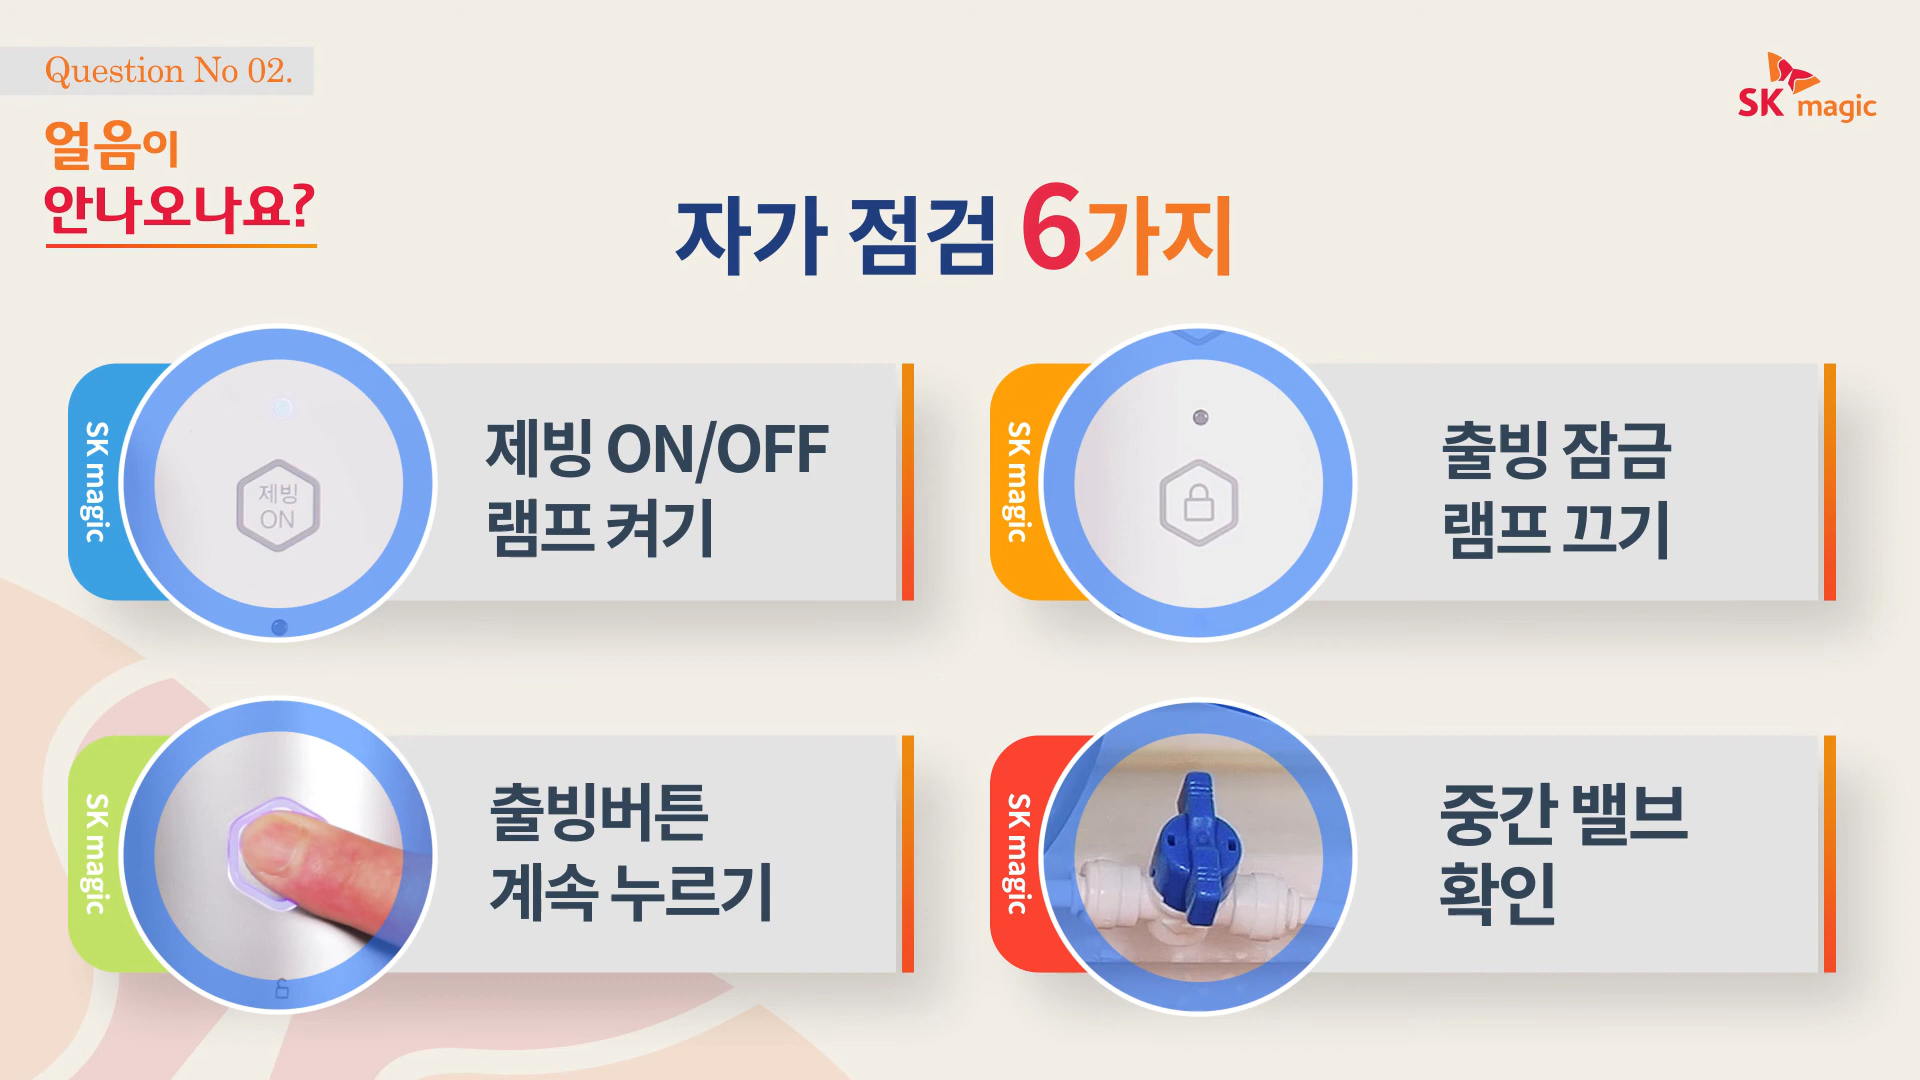 Question No 02.
얼음이
안나오나요?
SK magic
자가 점검 6가지
SK magic
제빙
ON
제빙 ON/OFF
램프 켜기
SK magic
출빙 잠금
램프 끄기
SK magic
출빙버튼
계속 누르기
SK magic
중간 밸브
확인